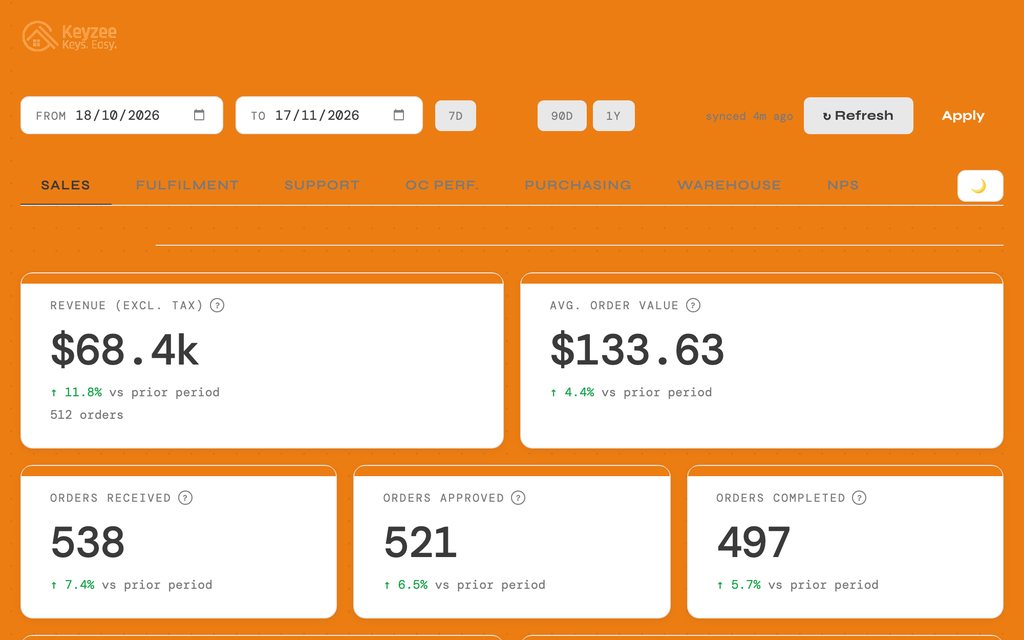 Keyzee
Keys. Easy.
FROM 18/10/2026 TO 17/11/2026 7D 90D 1Y synced 4m ago ↻ Refresh Apply
SALES FULFILMENT SUPPORT OC PERF. PURCHASING WAREHOUSE NPS
REVENUE (EXCL. TAX) ? AVG. ORDER VALUE ?
$68.4k $133.63
↑ 11.8% vs prior period ↑ 4.4% vs prior period
512 orders
ORDERS RECEIVED ? ORDERS APPROVED ? ORDERS COMPLETED ?
538 521 497
↑ 7.4% vs prior period ↑ 6.5% vs prior period ↑ 5.7% vs prior period